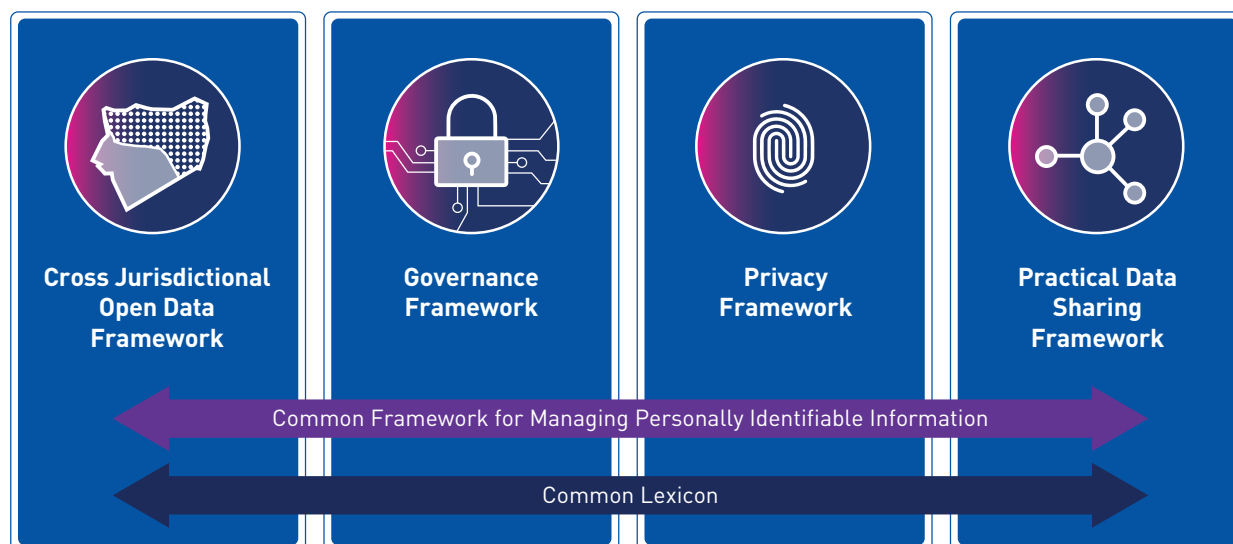 Cross Jurisdictional
Open Data
Framework
Governance
Framework
Privacy
Framework
Practical Data
Sharing
Framework
Common Framework for Managing Personally Identifiable Information
Common Lexicon